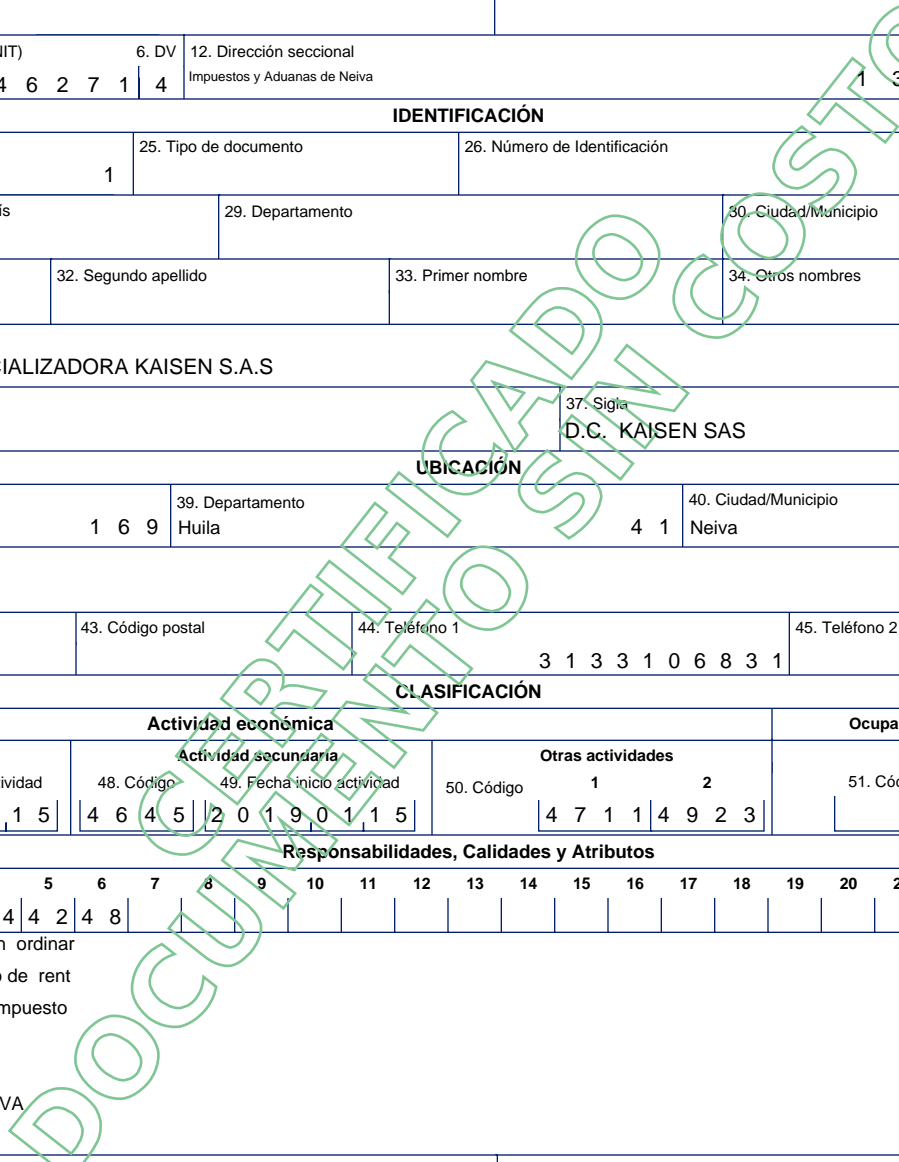 6. DV 12. Dirección seccional
6 2 7 1 4 Impuestos y Aduanas de Neiva 1
IDENTIFICACIÓN
25. Tipo de documento 26. Número de Identificación
1
29. Departamento 30. Ciudad/Municipio
32. Segundo apellido 33. Primer nombre 34. Otros nombres
CIALIZADORA KAISEN S.A.S
37. Sigla
D.C. KAISEN SAS
UBICACIÓN
39. Departamento 40. Ciudad/Municipio
1 6 9 Huila 4 1 Neiva
43. Código postal 44. Teléfono 1 45. Teléfono 2
3 1 3 3 1 0 6 8 3 1
CLASIFICACIÓN
Actividad económica Ocupa
Actividad secundaria Otras actividades
ividad 48. Código 49. Fecha inicio actividad 50. Código 1 2 51. Cód
1 5 4 6 4 5 2 0 1 9 0 1 1 5 4 7 1 1 4 9 2 3
Responsabilidades, Calidades y Atributos
5 6 7 8 9 10 11 12 13 14 15 16 17 18 19 20
4 4 2 4 8
ordinar
de rent
mpuesto
VA
CERTIFICADO
DOCUMENTO SIN COSTO